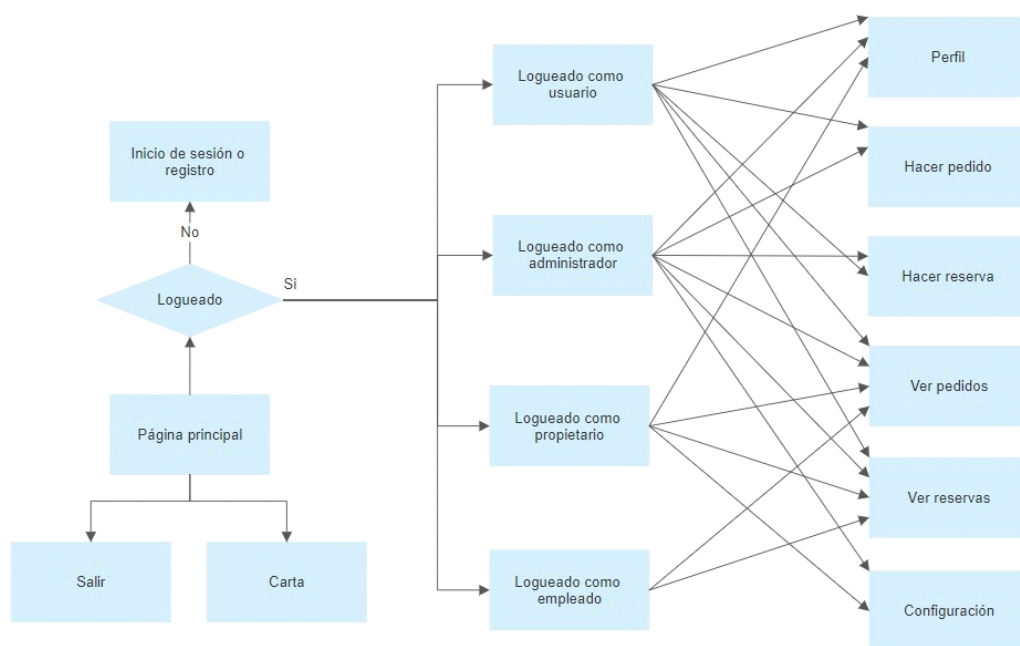 Inicio de sesión o
registro
No
Logueado
Si
Página principal
Salir
Carta
Logueado como
usuario
Logueado como
administrador
Logueado como
propietario
Logueado como
empleado
Perfil
Hacer pedido
Hacer reserva
Ver pedidos
Ver reservas
Configuración